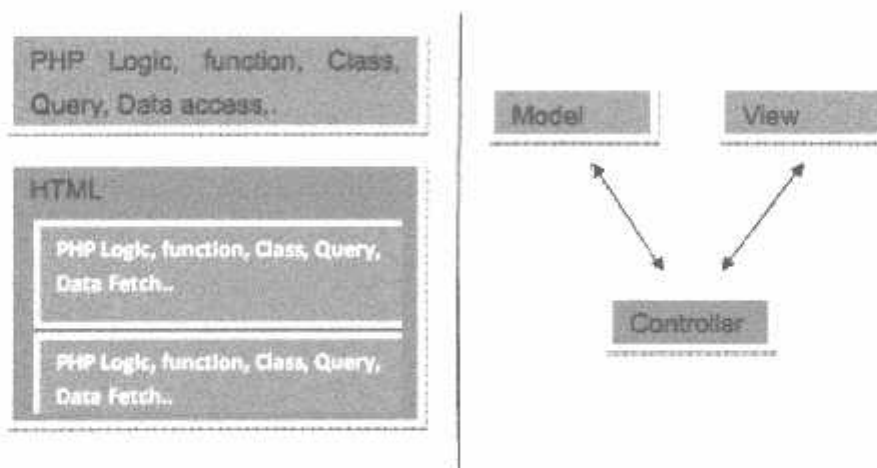 PHP Logic, function, Class,
Query, Data access,.
HTML
PHP Logic, function, Class, Query,
Data Fetch..
PHP Logic, function, Class, Query,
Data Fetch..
Model
View
Controller